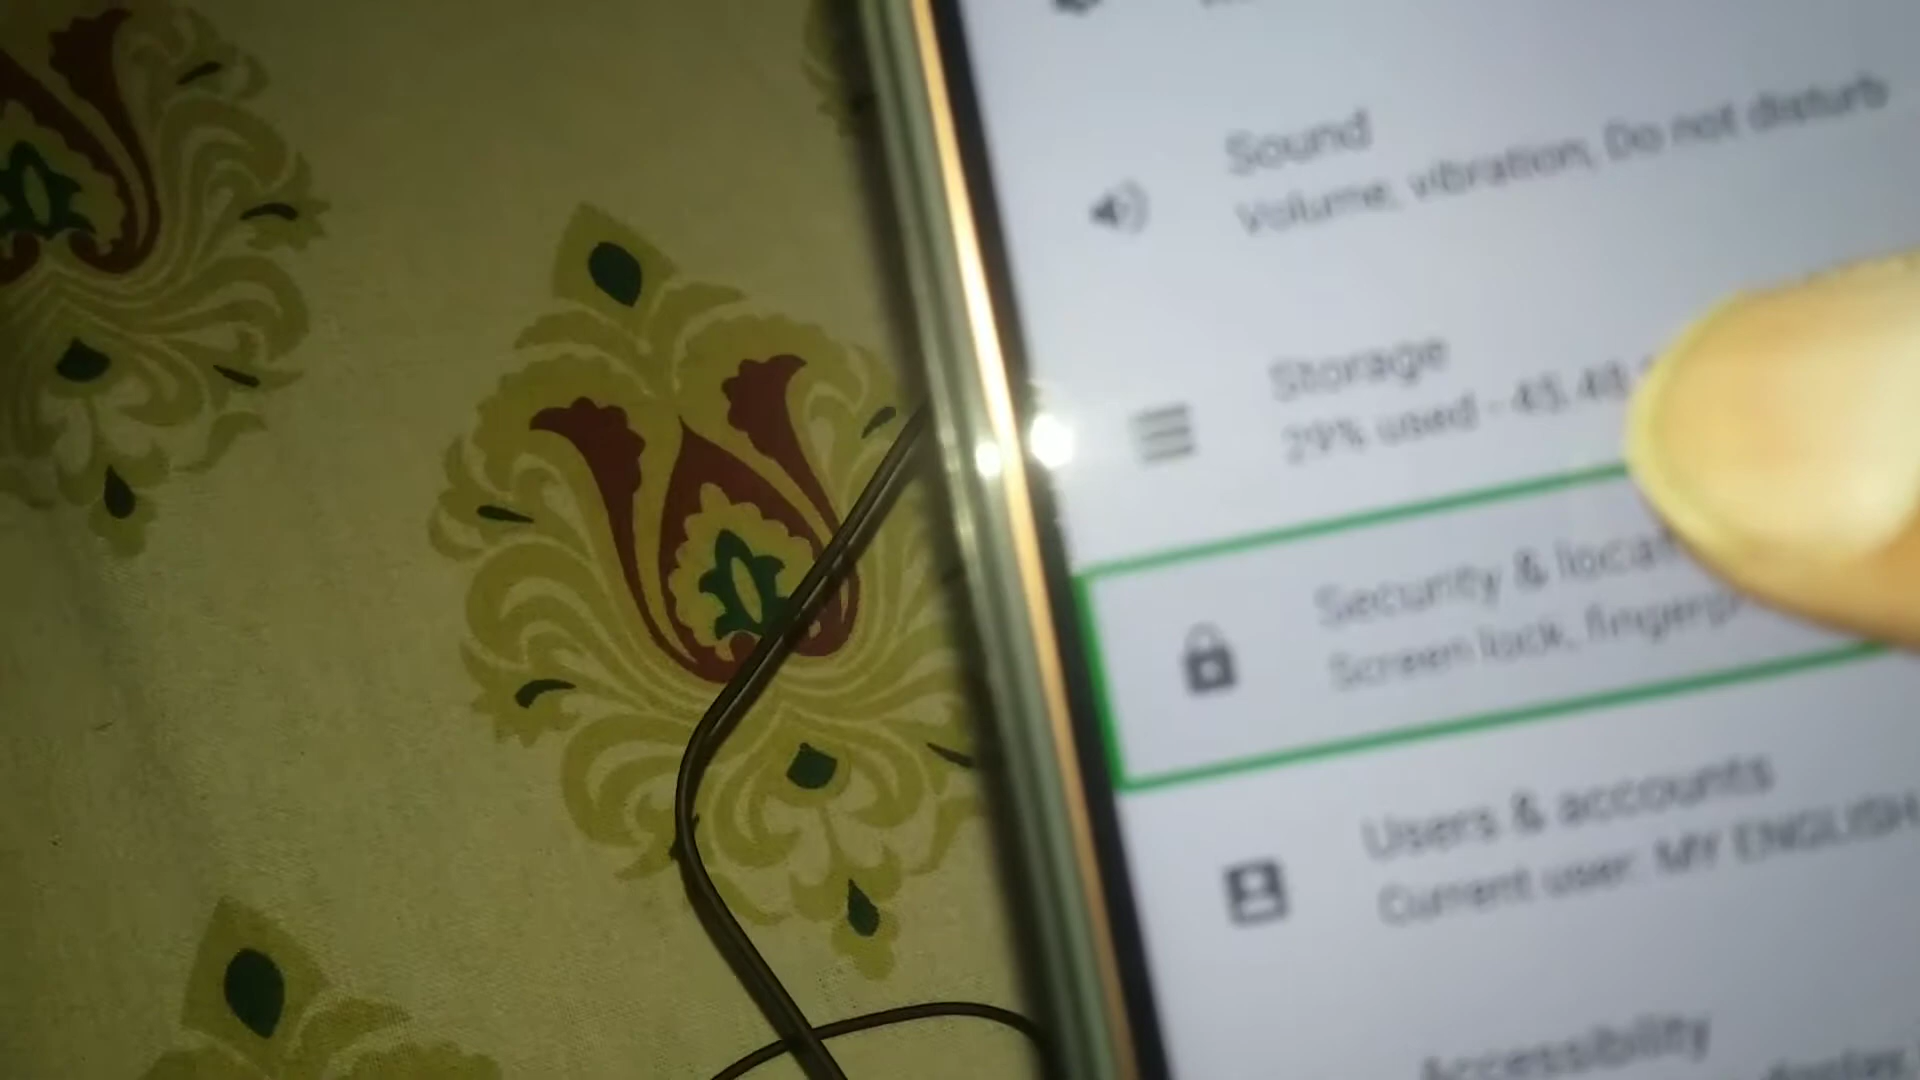 Sound
Volume, vibration, Do not disturb
Storage
29% used - 45.48
Security & locat
Screen lock, fingerp
Users & accounts
Current user: MY ENGLISH
Accessibility
display